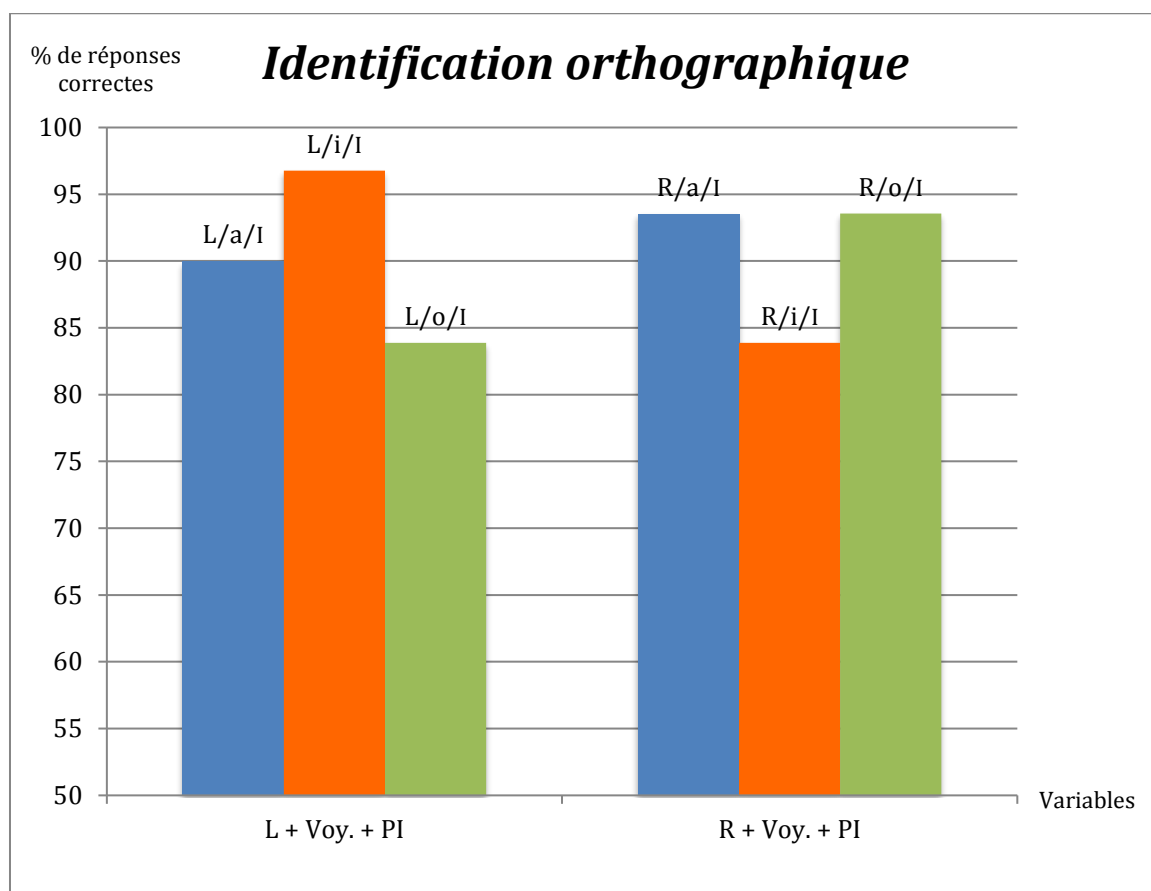 % de réponses
correctes
Identification orthographique
100
95
90
85
80
75
70
65
60
55
50
L/a/I
L/i/I
L/o/I
R/a/I
R/i/I
R/o/I
L + Voy. + PI
R + Voy. + PI
Variables